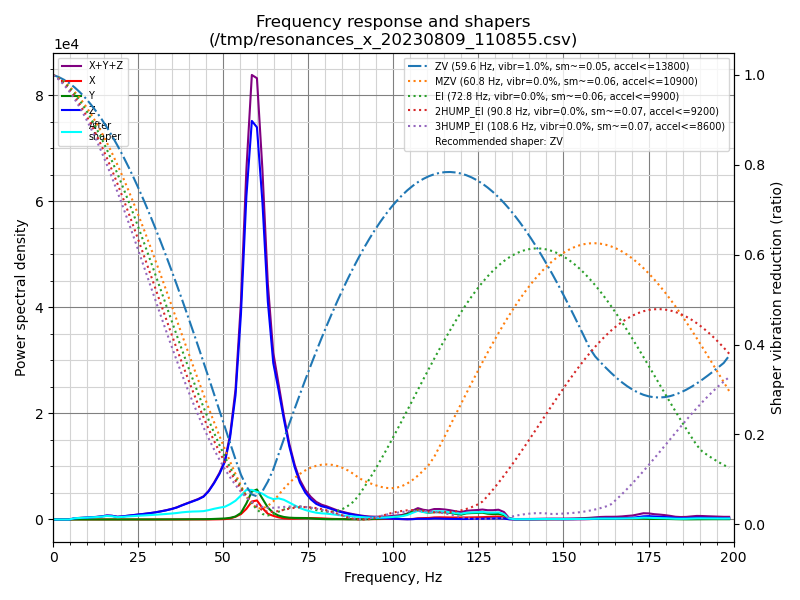 Frequency response and shapers
(/tmp/resonances_x_20230809_110855.csv)
1e4
X+Y+Z
X
Y
Z
After
shaper
ZV (59.6 Hz, vibr=1.0%, sm~=0.05, accel<=13800)
MZV (60.8 Hz, vibr=0.0%, sm~=0.06, accel<=10900)
EI (72.8 Hz, vibr=0.0%, sm~=0.06, accel<=9900)
2HUMP_EI (90.8 Hz, vibr=0.0%, sm~=0.07, accel<=9200)
3HUMP_EI (108.6 Hz, vibr=0.0%, sm~=0.07, accel<=8600)
Recommended shaper: ZV
Power spectral density
8
6
4
2
0
1.0
0.8
0.6
0.4
0.2
0.0
Shaper vibration reduction (ratio)
0 25 50 75 100 125 150 175 200
Frequency, Hz